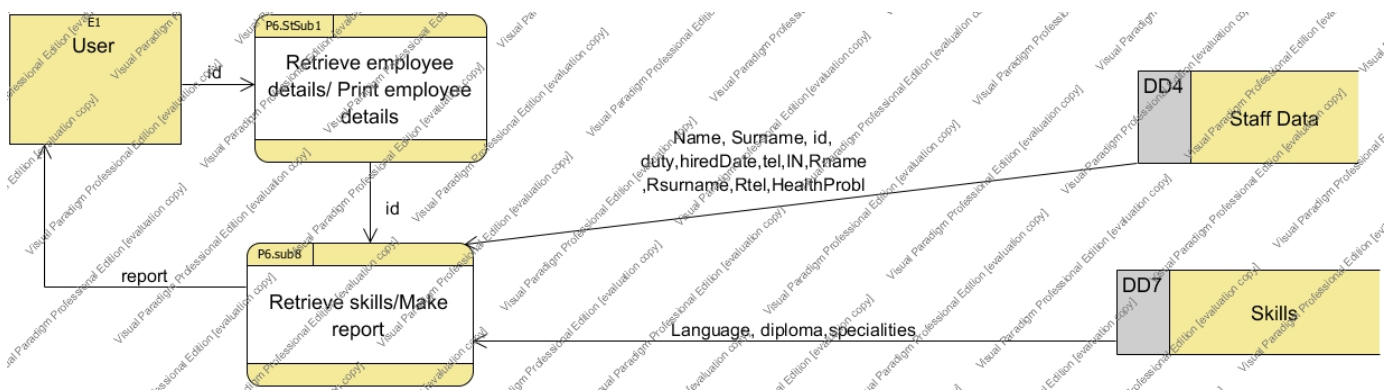 E1
User
id
P6.StSub1
Retrieve employee
details/ Print employee
details
DD4
Staff Data
Name, Surname, id,
duty,hiredDate,tel,IN,Rname
,Rsurname,Rtel,HealthProbl
id
P6.sub8
Retrieve skills/Make
report
report
DD7
Skills
Language, diploma,specialities
Visual Paradigm Professional Edition [evaluation copy]